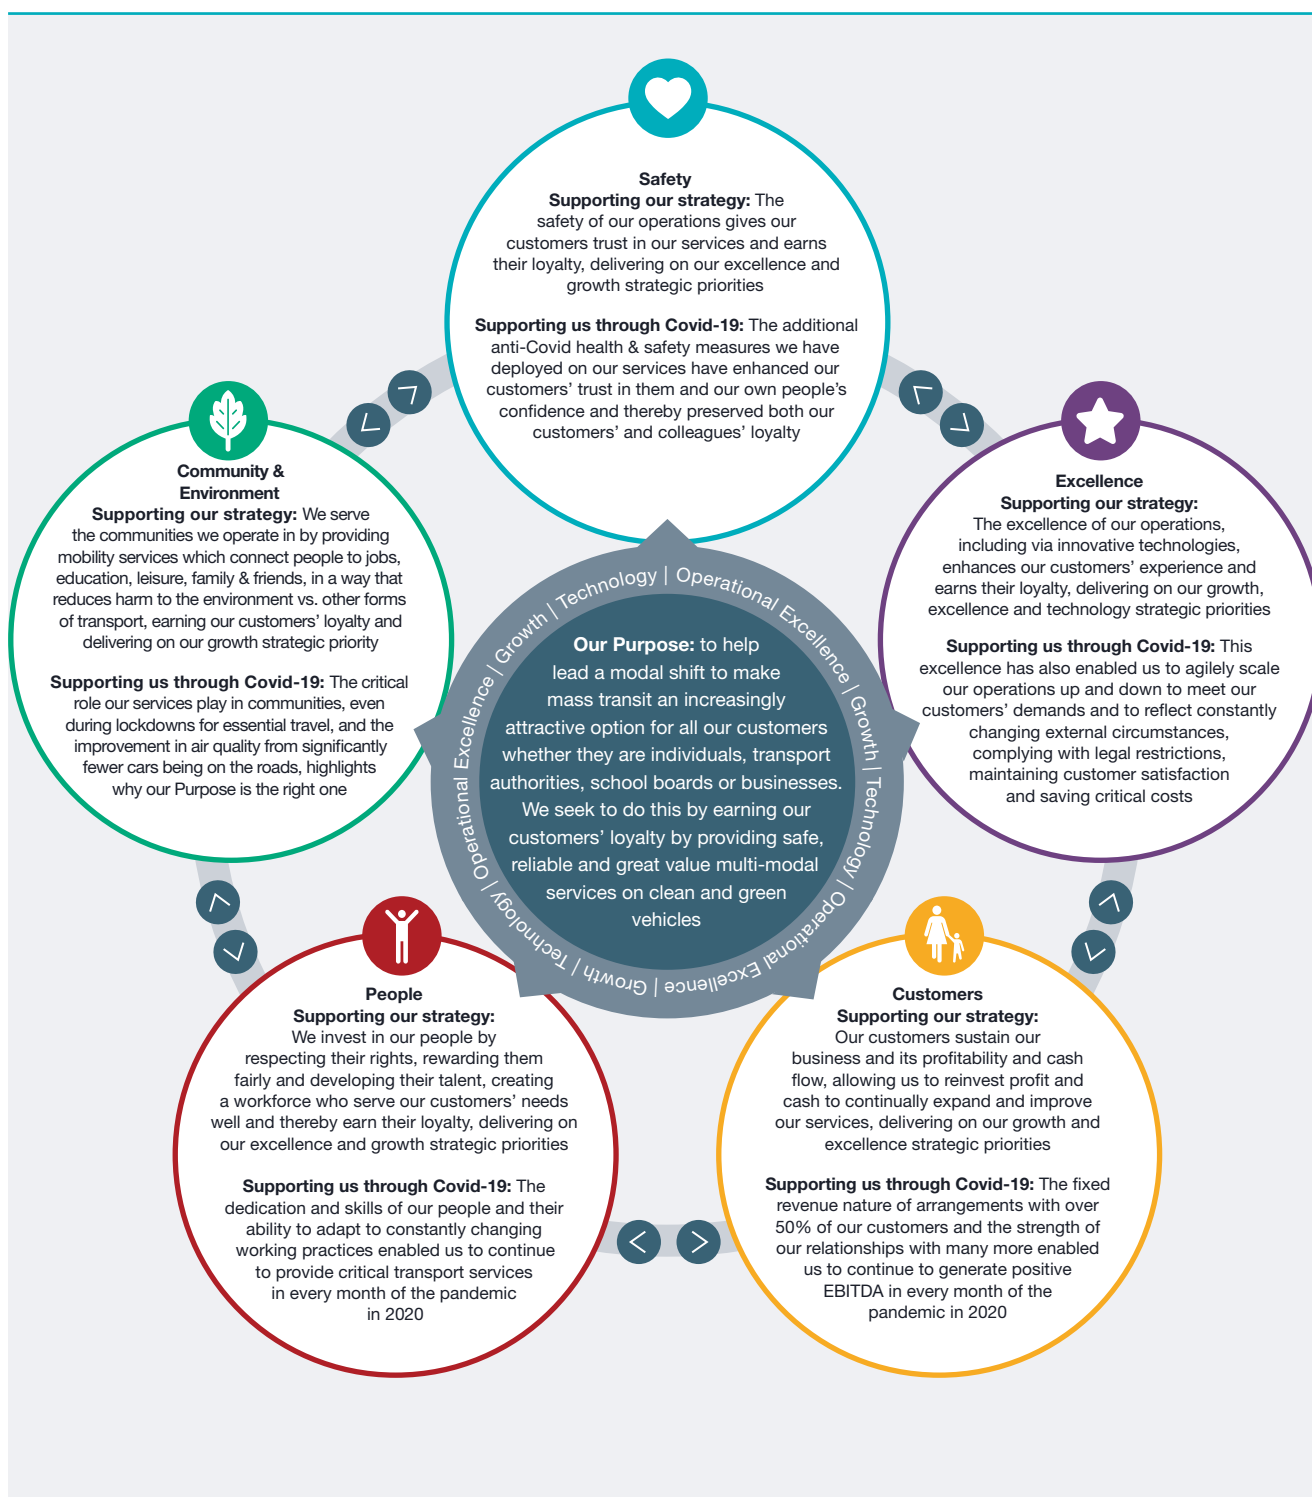 Safety
Supporting our strategy: The
safety of our operations gives our
customers trust in our services and earns
their loyalty, delivering on our excellence and
growth strategic priorities
Supporting us through Covid-19: The additional
anti-Covid health & safety measures we have
deployed on our services have enhanced our
customers’ trust in them and our own people’s
confidence and thereby preserved both our
customers’ and colleagues’ loyalty
Community &
Environment
Supporting our strategy: We serve
the communities we operate in by providing
mobility services which connect people to jobs,
education, leisure, family & friends, in a way that
reduces harm to the environment vs. other forms
of transport, earning our customers’ loyalty and
delivering on our growth strategic priority
Supporting us through Covid-19: The critical
role our services play in communities, even
during lockdowns for essential travel, and the
improvement in air quality from significantly
fewer cars being on the roads, highlights
why our Purpose is the right one
Excellence
Supporting our strategy:
The excellence of our operations,
including via innovative technologies,
enhances our customers’ experience and
earns their loyalty, delivering on our growth,
excellence and technology strategic priorities
Supporting us through Covid-19: This
excellence has also enabled us to agilely scale
our operations up and down to meet our
customers’ demands and to reflect constantly
changing external circumstances,
complying with legal restrictions,
maintaining customer satisfaction
and saving critical costs
Operational Excellence | Growth | Technology | Operational Excellence | Growth | Technology | Operational Excellence | Growth | Technology |
Our Purpose: to help
lead a modal shift to make
mass transit an increasingly
attractive option for all our customers
whether they are individuals, transport
authorities, school boards or businesses.
We seek to do this by earning our
customers’ loyalty by providing safe,
reliable and great value multi-modal
services on clean and green
vehicles
People
Supporting our strategy:
We invest in our people by
respecting their rights, rewarding them
fairly and developing their talent, creating
a workforce who serve our customers’ needs
well and thereby earn their loyalty, delivering on
our excellence and growth strategic priorities
Supporting us through Covid-19: The
dedication and skills of our people and their
ability to adapt to constantly changing
working practices enabled us to continue
to provide critical transport services
in every month of the pandemic
in 2020
Customers
Supporting our strategy:
Our customers sustain our
business and its profitability and cash
flow, allowing us to reinvest profit and
cash to continually expand and improve
our services, delivering on our growth and
excellence strategic priorities
Supporting us through Covid-19: The fixed
revenue nature of arrangements with over
50% of our customers and the strength of
our relationships with many more enabled
us to continue to generate positive
EBITDA in every month of the
pandemic in 2020